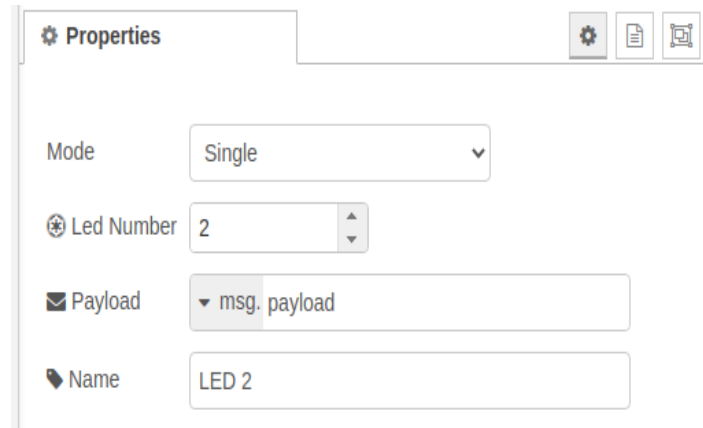 Properties
Mode Single
Led Number 2
Payload msg. payload
Name LED 2